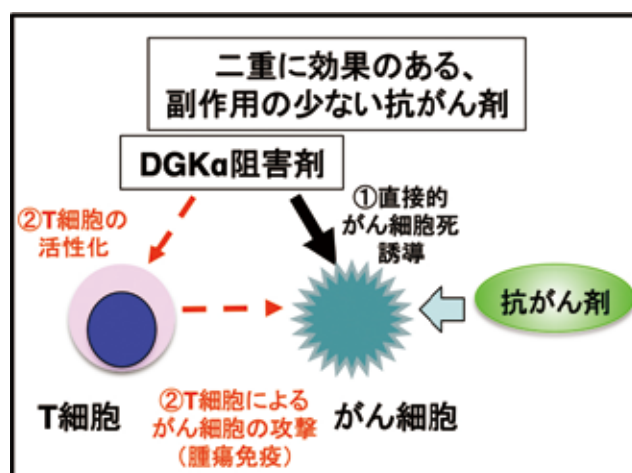 二重に効果のある、
副作用の少ない抗がん剤
DGKα阻害剤
②T細胞の
活性化
①直接的
がん細胞死
誘導
抗がん剤
T細胞
②T細胞による
がん細胞の攻撃
（腫瘍免疫）
がん細胞